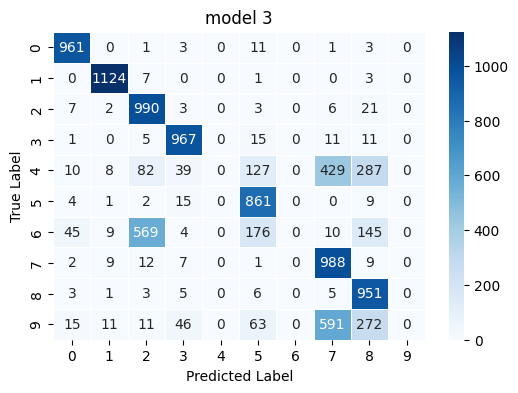 model 3
0 961 0 1 3 0 11 0 1 3 0
1 0 1124 7 0 0 1 0 0 3 0
2 7 2 990 3 0 3 0 6 21 0
3 1 0 5 967 0 15 0 11 11 0
4 10 8 82 39 0 127 0 429 287 0
5 4 1 2 15 0 861 0 0 9 0
6 45 9 569 4 0 176 0 10 145 0
7 2 9 12 7 0 1 0 988 9 0
8 3 1 3 5 0 6 0 5 951 0
9 15 11 11 46 0 63 0 591 272 0
0 1 2 3 4 5 6 7 8 9
True Label
Predicted Label
1000
800
600
400
200
0